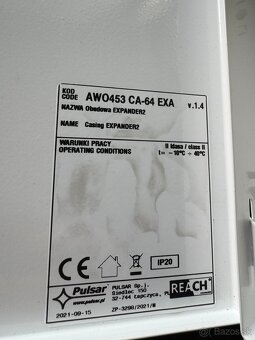 KOD
CODE AWO453 CA-64 EXA v.1.4
NAZWA Obudowa EXPANDER2
NAME Casing EXPANDER2
WARUNKI PRACY II klasa / class II
OPERATING CONDITIONS t= -10°C ÷ 40°C
IP20
CE
Pulsar
www.pulsar.pl
PULSAR Sp.j.
Siedlec 150
32-744 Łapczyca,
REACH
2021-09-15 ZP-3298/2021/W